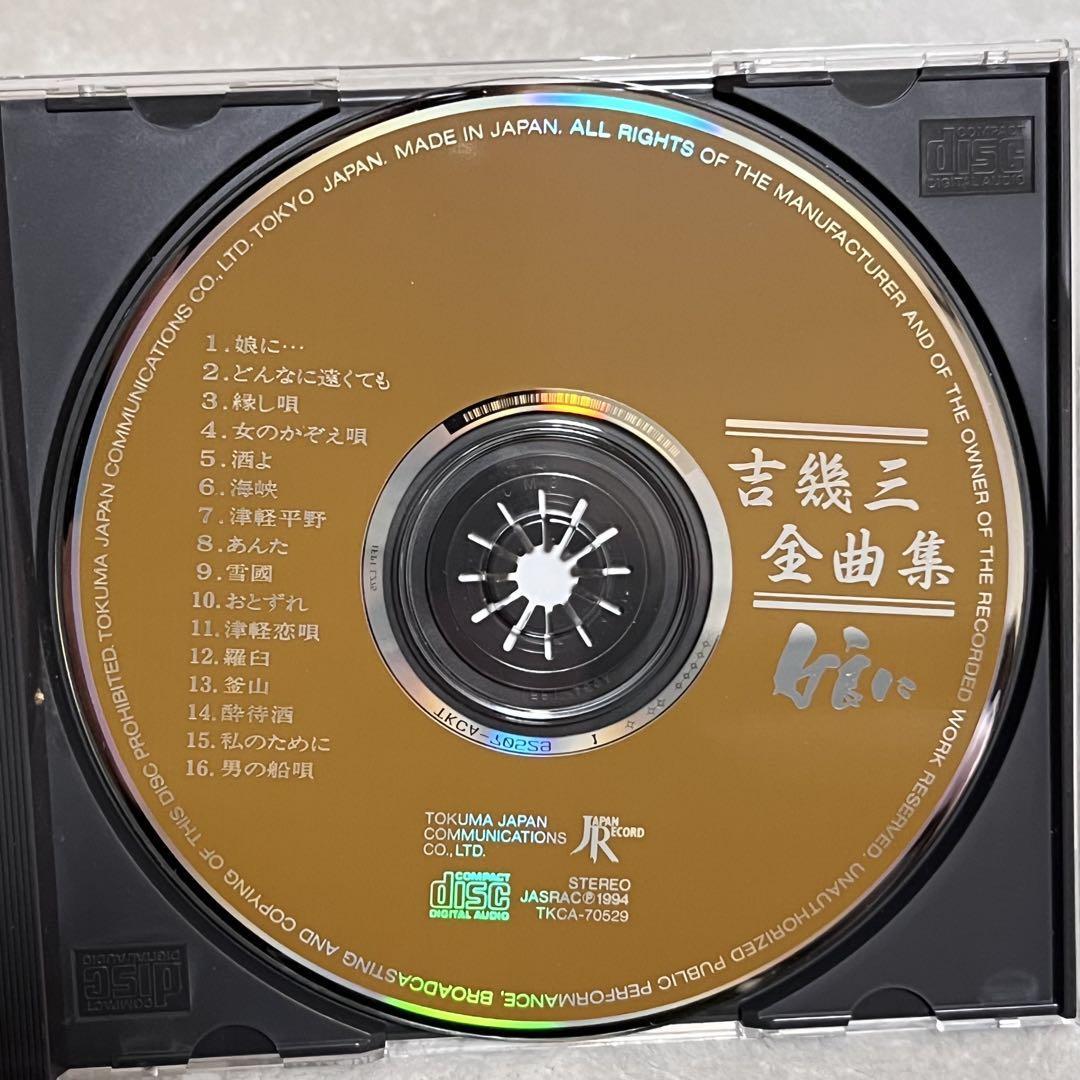 TOKUMA JAPAN COMMUNICATIONS CO.,LTD. TOKYO JAPAN. MADE IN JAPAN. ALL RIGHTS OF THE MANUFACTURER AND OF THE OWNER OF THE RECORDED WORK RESERVED. UNAUTHORIZED PUBLIC PERFORMANCE, BROADCASTING AND COPYING OF THIS DISC PROHIBITED.
COMPACT
disc
DIGITAL AUDIO
1.娘に…
2.どんなに遠くても
3.縁し唄
4.女のかぞえ唄
5.酒よ
6.海峡
7.津軽平野
8.あんた
9.雪國
10.おとずれ
11.津軽恋唄
12.羅臼
13.釜山
14.酔待酒
15.私のために
16.男の船唄
吉幾三
全曲集
娘に
TKCA-70529 1
TOKUMA JAPAN
COMMUNICATIONS
CO.,LTD.
JAPAN
RECORD
COMPACT
disc
DIGITAL AUDIO
STEREO
JASRAC Ⓟ1994
TKCA-70529
COMPACT
disc
DIGITAL AUDIO